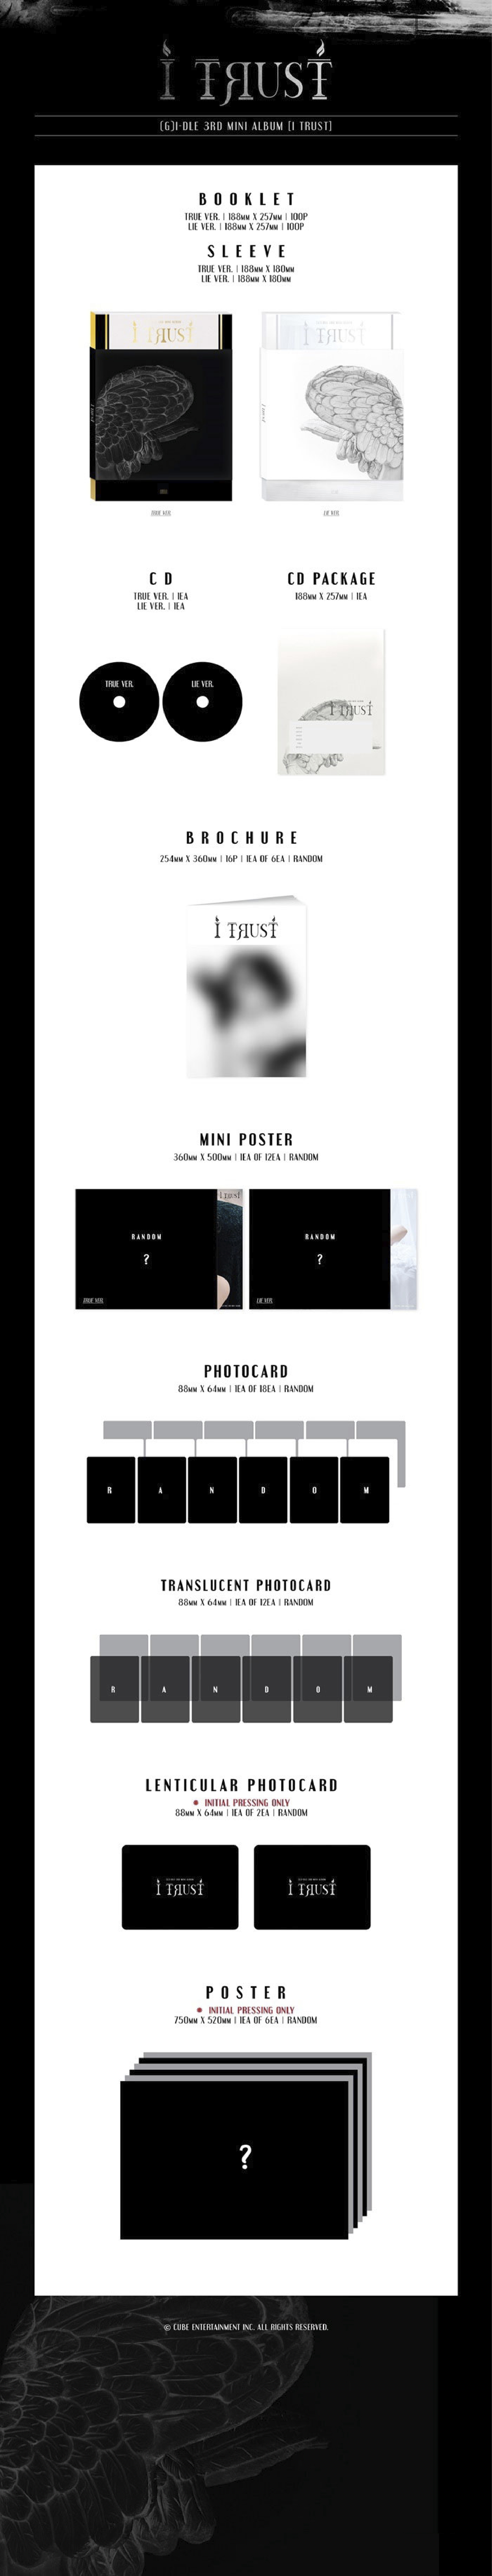 I TRUST
(G)I-DLE 3RD MINI ALBUM [I TRUST]
BOOKLET
TRUE VER. | 188MM X 257MM | 100P
LIE VER. | 188MM X 257MM | 100P
SLEEVE
TRUE VER. | 188MM X 180MM
LIE VER. | 188MM X 180MM
I TRUST
I TRUST
TRUE VER.
LIE VER.
CD
TRUE VER. | 1EA
LIE VER. | 1EA
CD PACKAGE
188MM X 257MM | 1EA
TRUE VER.
LIE VER.
I TRUST
BROCHURE
254MM X 360MM | 16P | 1EA OF 6EA | RANDOM
I TRUST
MINI POSTER
360MM X 500MM | 1EA OF 12EA | RANDOM
I TRUST
RANDOM
?
TRUE VER.
RANDOM
?
LIE VER.
PHOTOCARD
88MM X 64MM | 1EA OF 18EA | RANDOM
R A N D O M
TRANSLUCENT PHOTOCARD
88MM X 64MM | 1EA OF 12EA | RANDOM
R A N D O M
LENTICULAR PHOTOCARD
INITIAL PRESSING ONLY
88MM X 64MM | 1EA OF 2EA | RANDOM
I TRUST
I TRUST
POSTER
INITIAL PRESSING ONLY
750MM X 520MM | 1EA OF 6EA | RANDOM
?
© CUBE ENTERTAINMENT INC. ALL RIGHTS RESERVED.